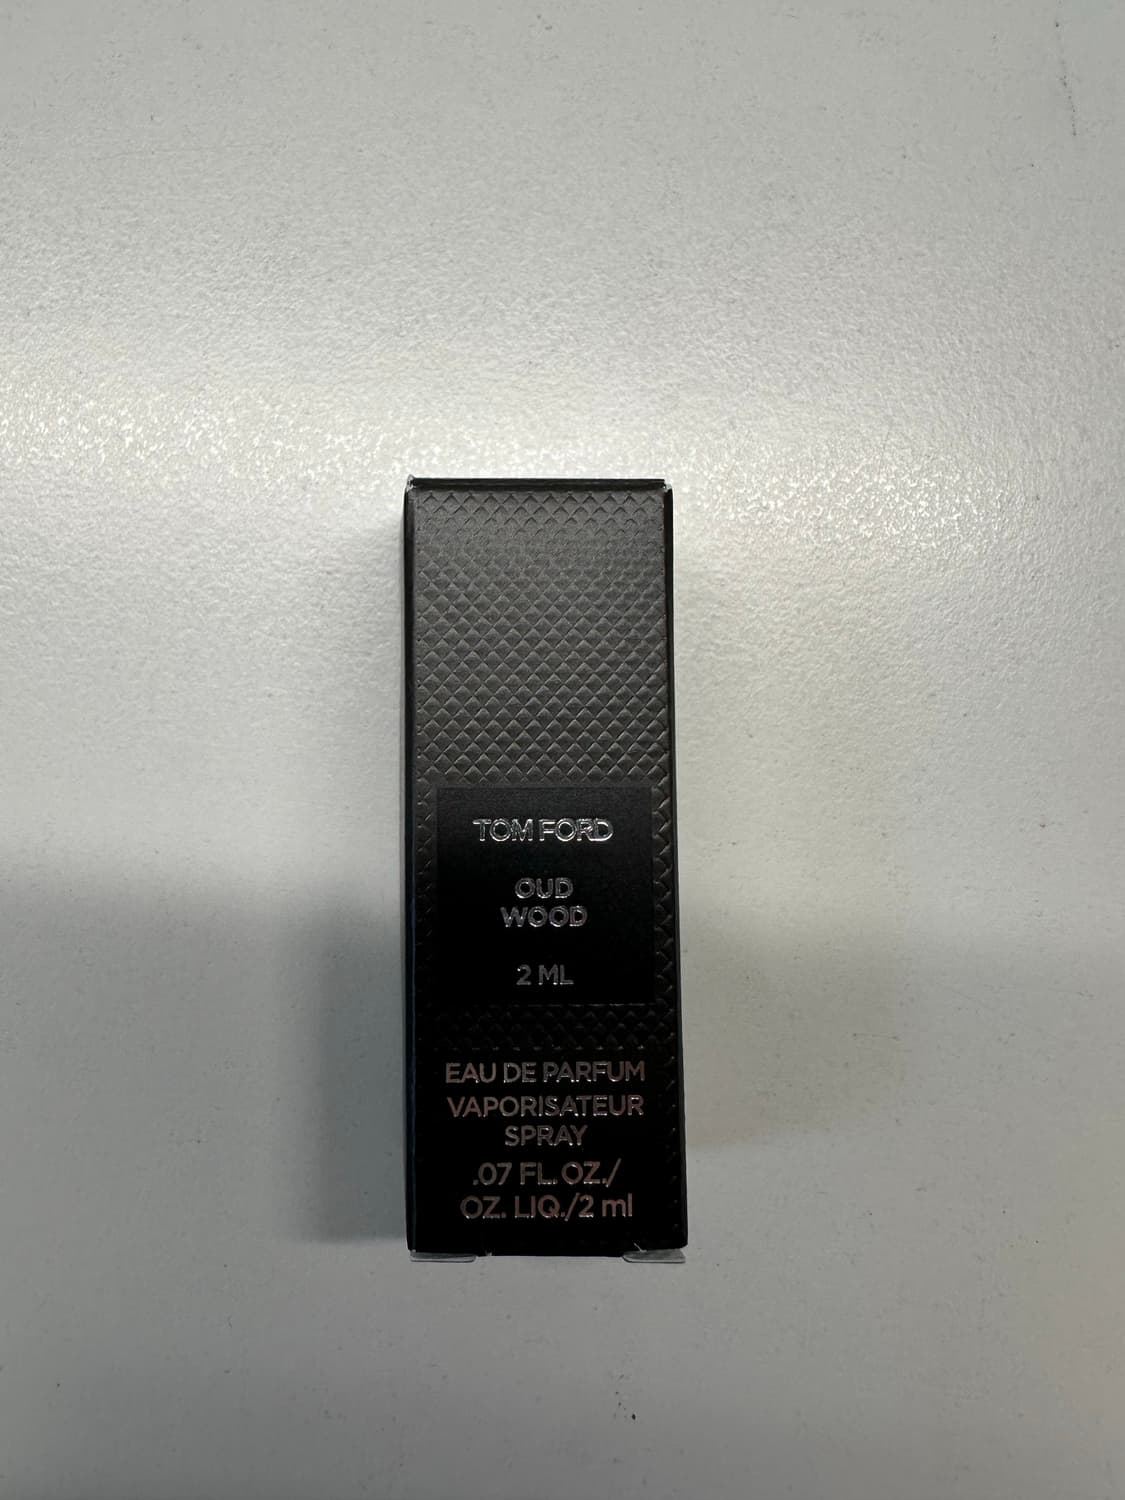 TOM FORD
OUD
WOOD
2 ML
EAU DE PARFUM
VAPORISATEUR
SPRAY
.07 FL.OZ./
OZ. LIQ./2 ml